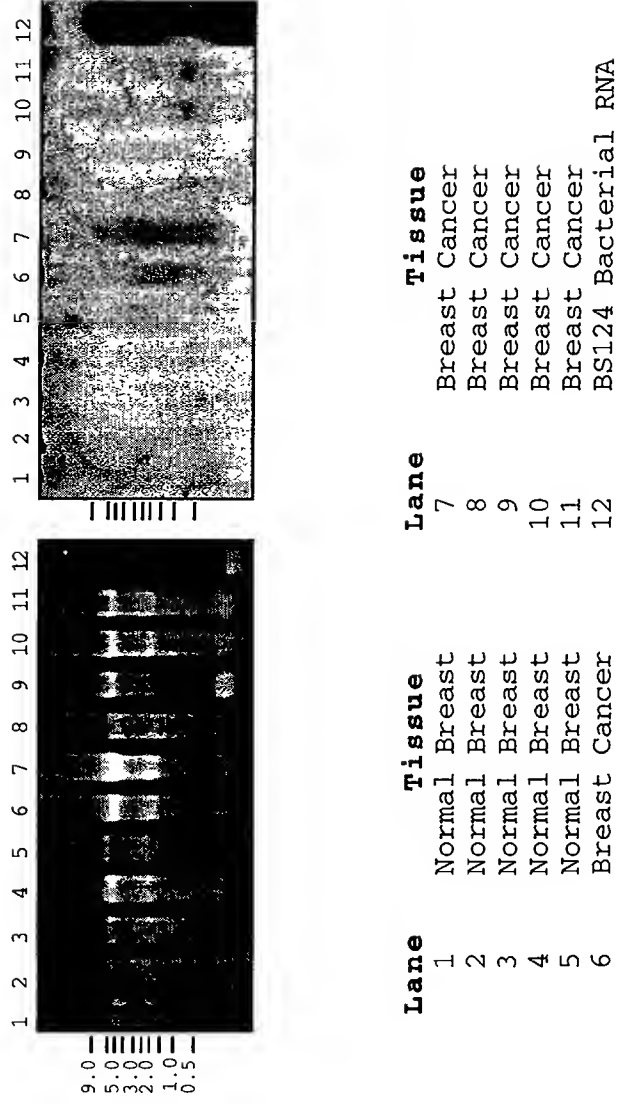 1 2 3 4 5 6 7 8 9 10 11 12
1 2 3 4 5 6 7 8 9 10 11 12
9.0
5.0
3.0
2.0
1.0
0.5
Lane Tissue
1 Normal Breast
2 Normal Breast
3 Normal Breast
4 Normal Breast
5 Normal Breast
6 Breast Cancer
Lane Tissue
7 Breast Cancer
8 Breast Cancer
9 Breast Cancer
10 Breast Cancer
11 Breast Cancer
12 BS124 Bacterial RNA